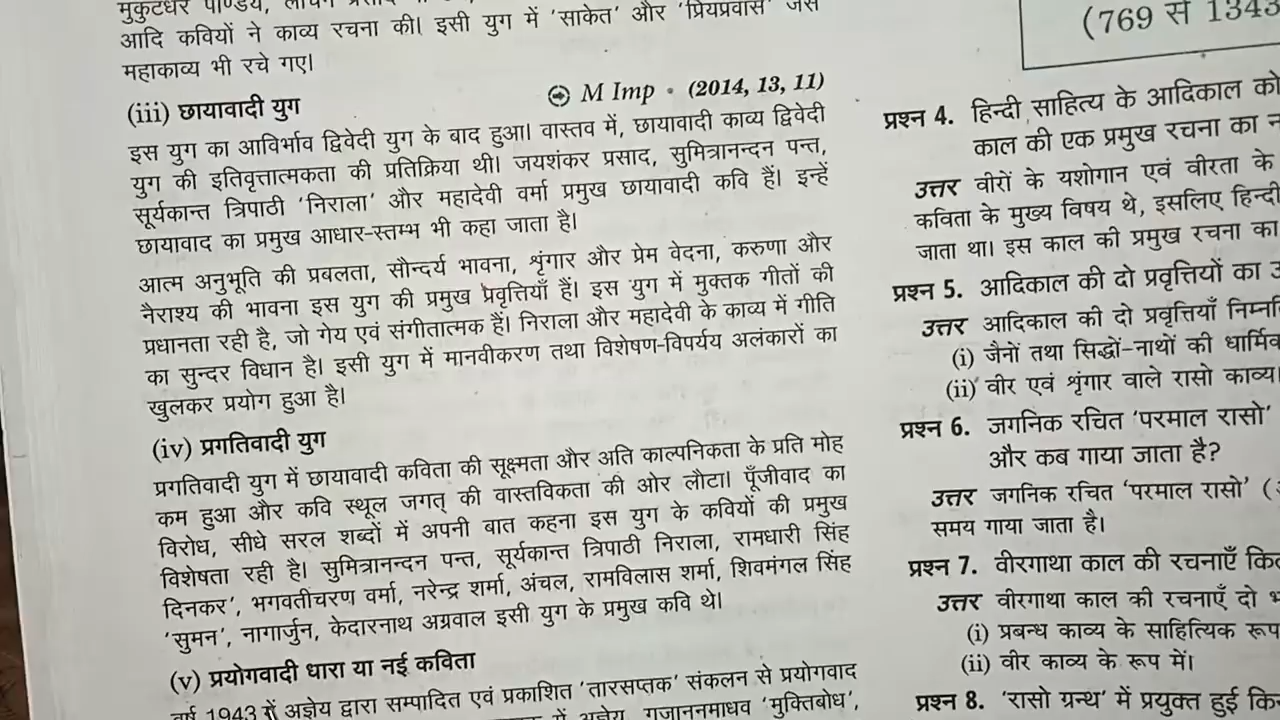 मुकुटधर पाण्डेय,
आदि कवियों ने काव्य रचना की। इसी युग में 'साकेत' और 'प्रियप्रवास' जैसे
महाकाव्य भी रचे गए।
(iii) छायावादी युग M Imp • (2014, 13, 11)
इस युग का आविर्भाव द्विवेदी युग के बाद हुआ। वास्तव में, छायावादी काव्य द्विवेदी
युग की इतिवृत्तात्मकता की प्रतिक्रिया थी। जयशंकर प्रसाद, सुमित्रानन्दन पन्त,
सूर्यकान्त त्रिपाठी 'निराला' और महादेवी वर्मा प्रमुख छायावादी कवि हैं। इन्हें
छायावाद का प्रमुख आधार-स्तम्भ भी कहा जाता है।
आत्म अनुभूति की प्रबलता, सौन्दर्य भावना, श्रृंगार और प्रेम वेदना, करुणा और
नैराश्य की भावना इस युग की प्रमुख प्रवृत्तियाँ हैं। इस युग में मुक्तक गीतों की
प्रधानता रही है, जो गेय एवं संगीतात्मक हैं। निराला और महादेवी के काव्य में गीति
का सुन्दर विधान है। इसी युग में मानवीकरण तथा विशेषण-विपर्यय अलंकारों का
खुलकर प्रयोग हुआ है।
(iv) प्रगतिवादी युग
प्रगतिवादी युग में छायावादी कविता की सूक्ष्मता और अति काल्पनिकता के प्रति मोह
कम हुआ और कवि स्थूल जगत् की वास्तविकता की ओर लौटा। पूँजीवाद का
विरोध, सीधे सरल शब्दों में अपनी बात कहना इस युग के कवियों की प्रमुख
विशेषता रही है। सुमित्रानन्दन पन्त, सूर्यकान्त त्रिपाठी निराला, रामधारी सिंह
दिनकर', भगवतीचरण वर्मा, नरेन्द्र शर्मा, अंचल, रामविलास शर्मा, शिवमंगल सिंह
'सुमन', नागार्जुन, केदारनाथ अग्रवाल इसी युग के प्रमुख कवि थे।
(v) प्रयोगवादी धारा या नई कविता
वर्ष 1943 में अज्ञेय द्वारा सम्पादित एवं प्रकाशित 'तारसप्तक' संकलन से प्रयोगवाद
में अज्ञेय, गजाननमाधव 'मुक्तिबोध',
(769 से 1343
प्रश्न 4. हिन्दी साहित्य के आदिकाल को
काल की एक प्रमुख रचना का
उत्तर वीरों के यशोगान एवं वीरता के
कविता के मुख्य विषय थे, इसलिए हिन्दी
जाता था। इस काल की प्रमुख रचना का
प्रश्न 5. आदिकाल की दो प्रवृत्तियों का
उत्तर आदिकाल की दो प्रवृत्तियाँ
(i) जैनों तथा सिद्धों-नाथों की
(ii) वीर एवं श्रृंगार वाले रासो काव्य।
प्रश्न 6. जगनिक रचित 'परमाल रासो'
और कब गाया जाता है?
उत्तर जगनिक रचित 'परमाल रासो' (
समय गाया जाता है।
प्रश्न 7. वीरगाथा काल की रचनाएँ
उत्तर वीरगाथा काल की रचनाएँ दो
(i) प्रबन्ध काव्य के साहित्यिक रूप
(ii) वीर काव्य के रूप में।
प्रश्न 8. 'रासो ग्रन्थ' में प्रयुक्त हुई